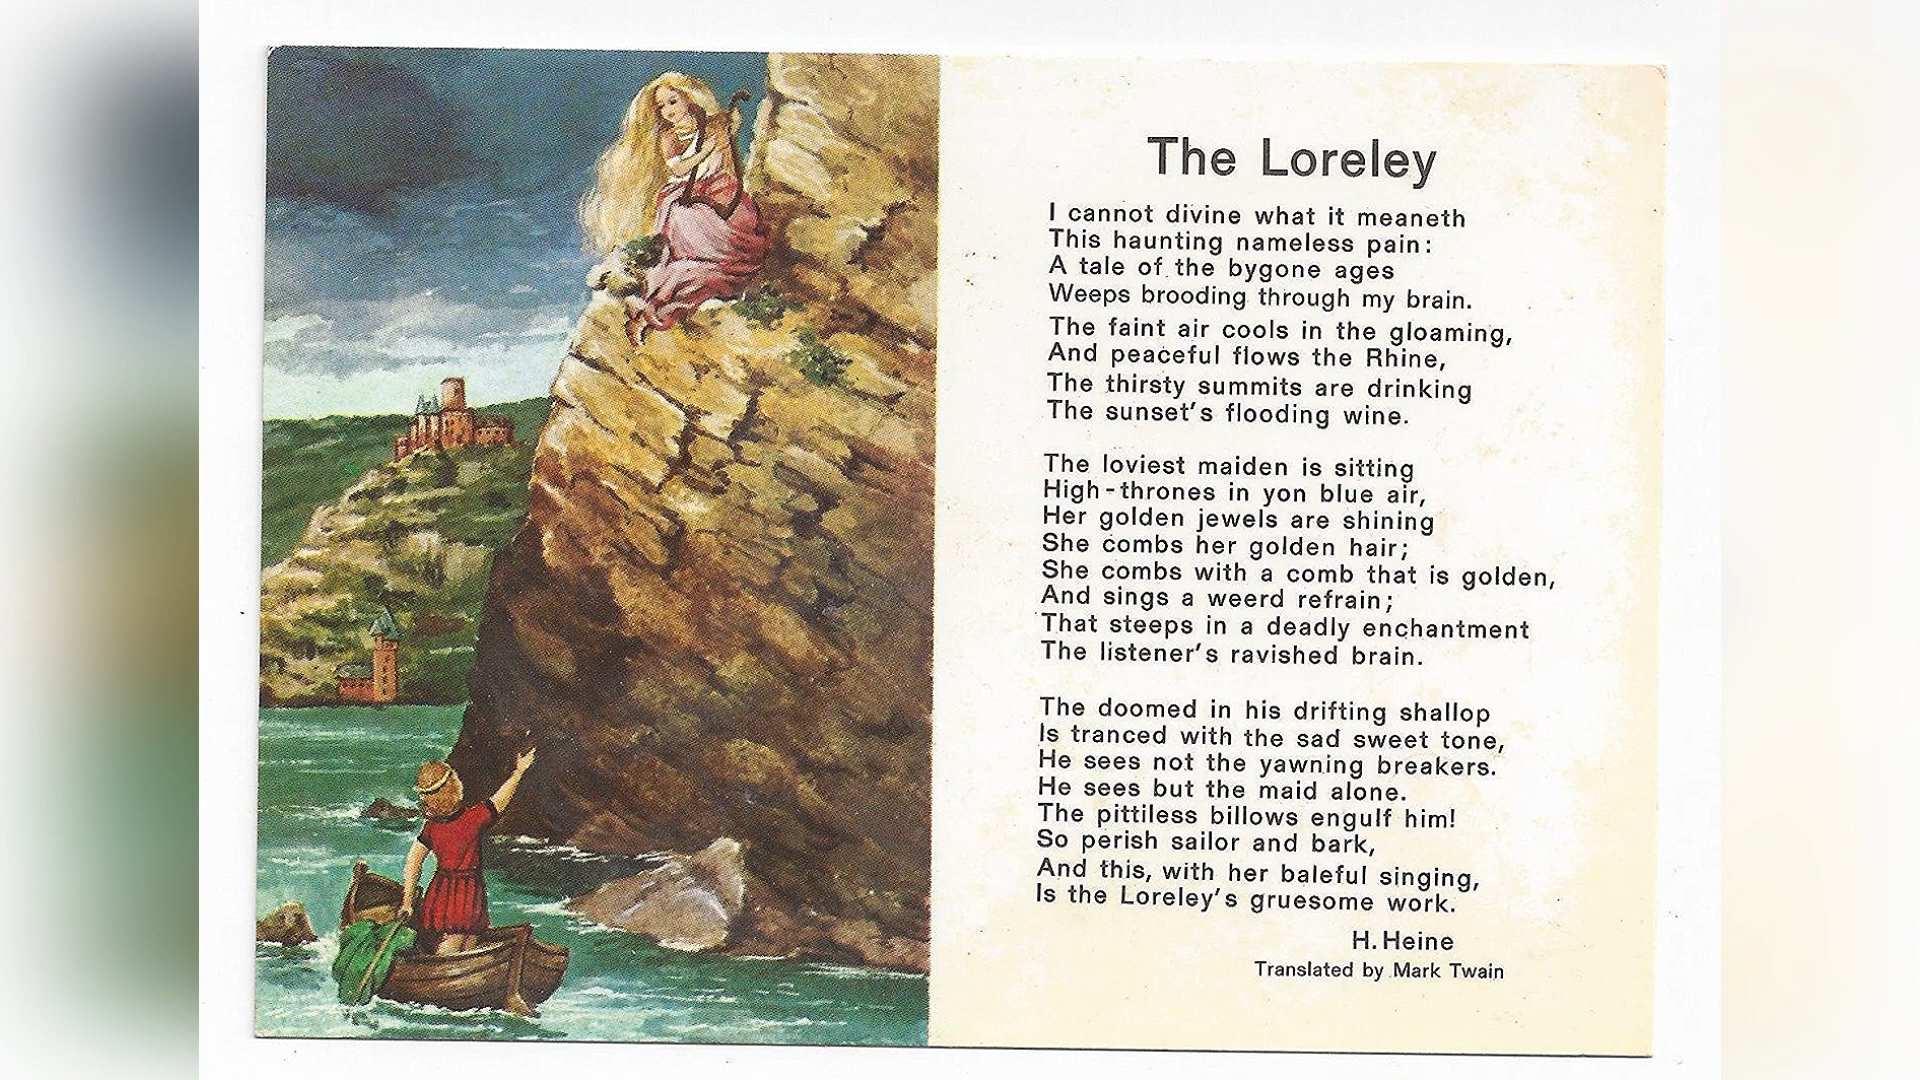 The Loreley
I cannot divine what it meaneth
This haunting nameless pain:
A tale of the bygone ages
Weeps brooding through my brain.
The faint air cools in the gloaming,
And peaceful flows the Rhine,
The thirsty summits are drinking
The sunset's flooding wine.
The loviest maiden is sitting
High-thrones in yon blue air,
Her golden jewels are shining
She combs her golden hair;
She combs with a comb that is golden,
And sings a weerd refrain;
That steeps in a deadly enchantment
The listener's ravished brain.
The doomed in his drifting shallop
Is tranced with the sad sweet tone,
He sees not the yawning breakers.
He sees but the maid alone.
The pittiless billows engulf him!
So perish sailor and bark,
And this, with her baleful singing,
Is the Loreley's gruesome work.
H. Heine
Translated by Mark Twain